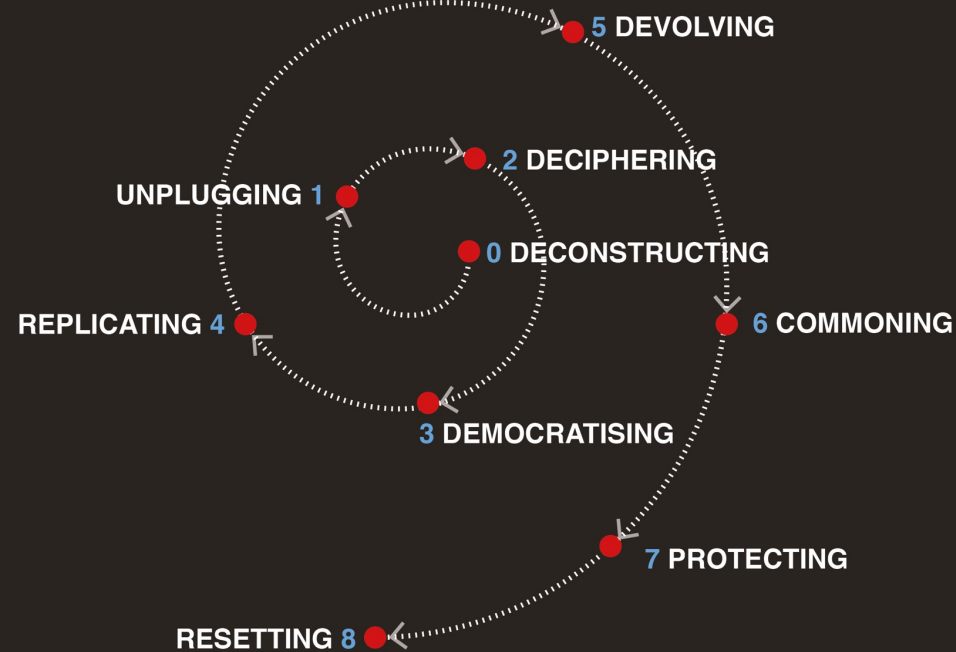 5 DEVOLVING
2 DECIPHERING
UNPLUGGING 1
0 DECONSTRUCTING
REPLICATING 4
6 COMMONING
3 DEMOCRATISING
7 PROTECTING
RESETTING 8